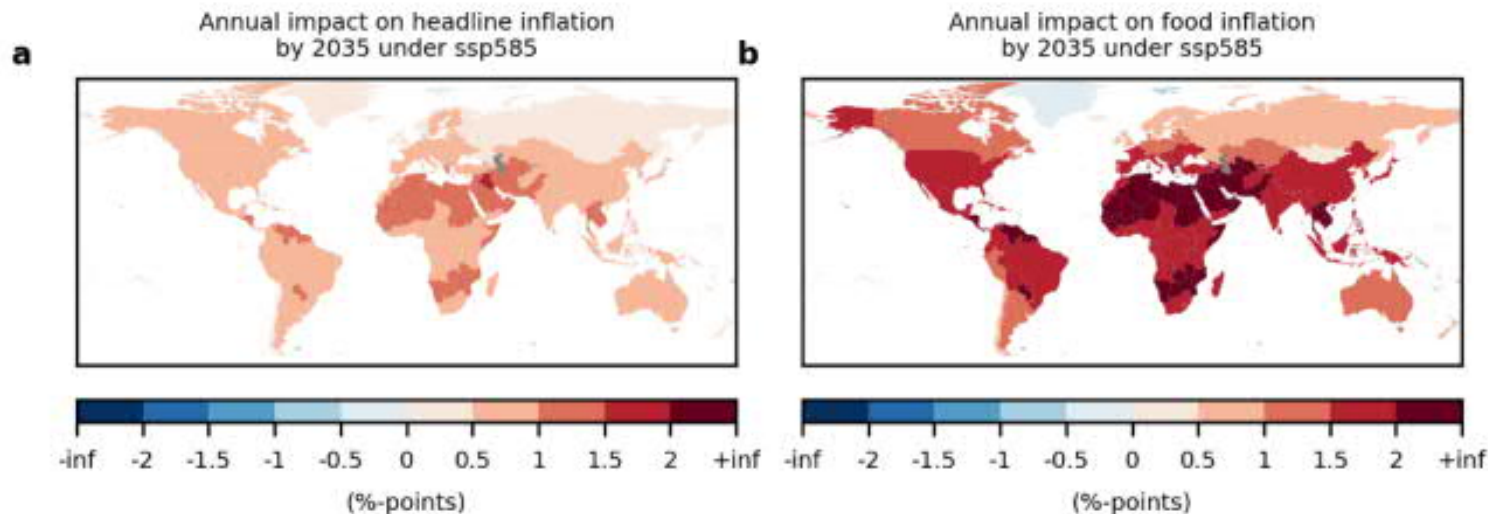 a
Annual impact on headline inflation
by 2035 under ssp585
-inf -2 -1.5 -1 -0.5 0 0.5 1 1.5 2 +inf
(%-points)
b
Annual impact on food inflation
by 2035 under ssp585
-inf -2 -1.5 -1 -0.5 0 0.5 1 1.5 2 +inf
(%-points)